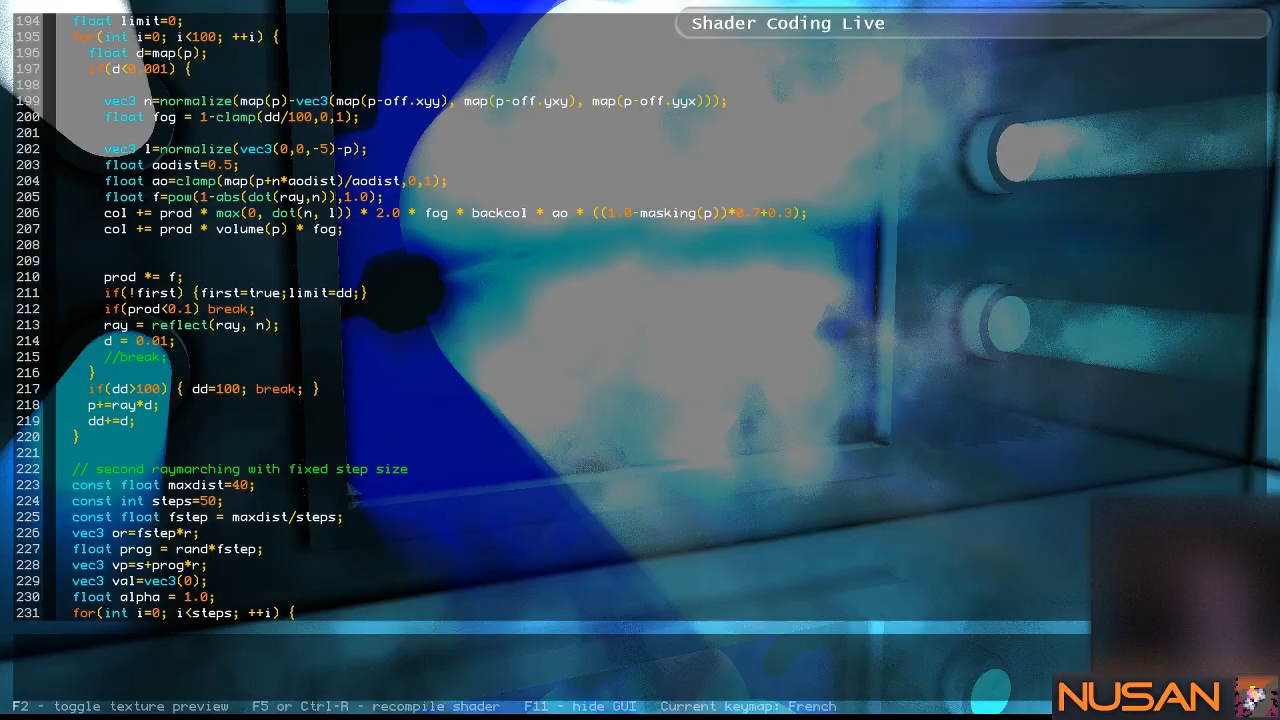 Shader Coding Live
194 float limit=0;
195 for(int i=0; i<100; ++i) {
196 float d=map(p);
197 if(d<0.001) {
198
199 vec3 n=normalize(map(p)-vec3(map(p-off.xyy), map(p-off.yxy), map(p-off.yyx)));
200 float fog = 1-clamp(dd/100,0,1);
201
202 vec3 l=normalize(vec3(0,0,-5)-p);
203 float aodist=0.5;
204 float ao=clamp(map(p+n*aodist)/aodist,0,1);
205 float f=pow(1-abs(dot(ray,n)),1.0);
206 col += prod * max(0, dot(n, l)) * 2.0 * fog * backcol * ao * ((1.0-masking(p))*0.7+0.3);
207 col += prod * volume(p) * fog;
208
209
210 prod *= f;
211 if(!first) {first=true;limit=dd;}
212 if(prod<0.1) break;
213 ray = reflect(ray, n);
214 d = 0.01;
215 //break;
216 }
217 if(dd>100) { dd=100; break; }
218 p+=ray*d;
219 dd+=d;
220 }
221
222 // second raymarching with fixed step size
223 const float maxdist=40;
224 const int steps=50;
225 const float fstep = maxdist/steps;
226 vec3 or=fstep*r;
227 float prog = rand*fstep;
228 vec3 vp=s+prog*r;
229 vec3 val=vec3(0);
230 float alpha = 1.0;
231 for(int i=0; i<steps; ++i) {
F2 - toggle texture preview F5 or Ctrl-R - recompile shader F11 - hide GUI Current keymap: French
NUSAN